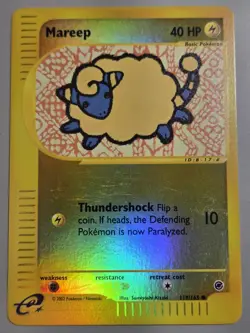 Mareep 40 HP
Basic Pokémon
Thundershock Flip a
coin. If heads, the Defending
Pokémon is now Paralyzed.
10
weakness resistance retreat cost
e